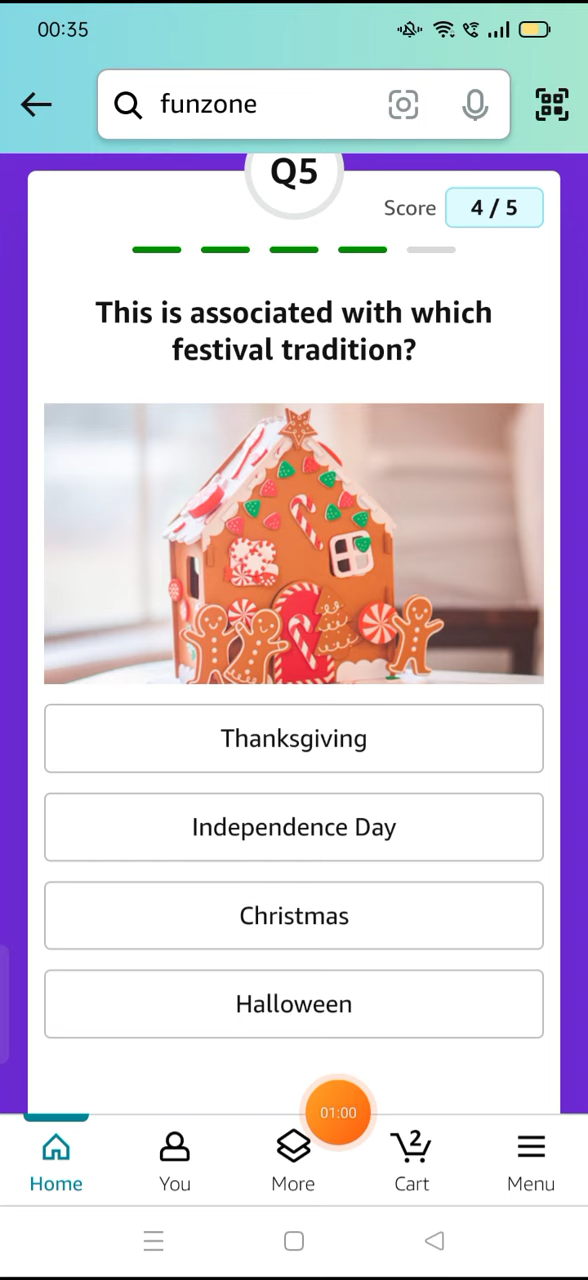 00:35
funzone
Q5
Score 4 / 5
This is associated with which
festival tradition?
Thanksgiving
Independence Day
Christmas
Halloween
01:00
2
Home You More Cart Menu